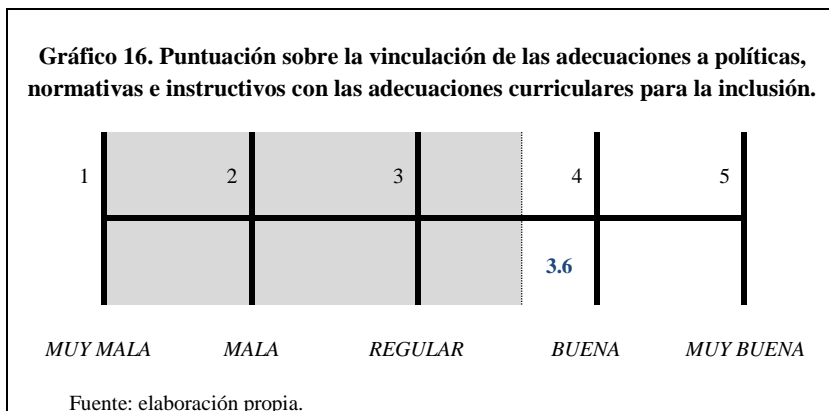 Gráfico 16. Puntuación sobre la vinculación de las adecuaciones a políticas,
normativas e instructivos con las adecuaciones curriculares para la inclusión.
1 2 3 4 5
3.6
MUY MALA MALA REGULAR BUENA MUY BUENA
Fuente: elaboración propia.